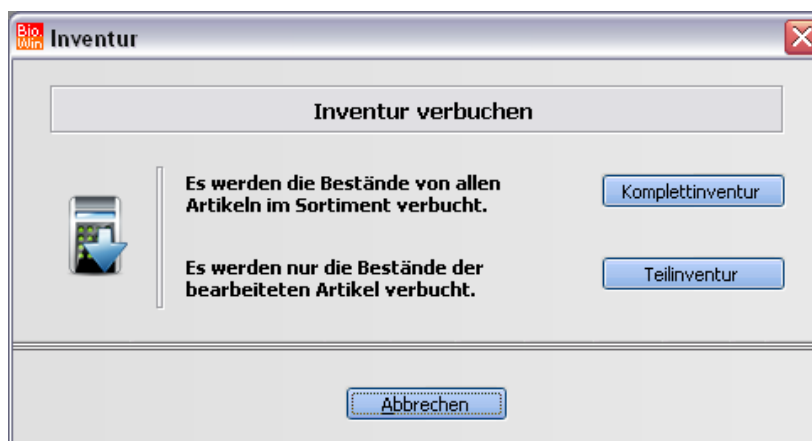 Bio.
Win
Inventur
Inventur verbuchen
Es werden die Bestände von allen
Artikeln im Sortiment verbucht.
Komplettinventur
Es werden nur die Bestände der
bearbeiteten Artikel verbucht.
Teilinventur
Abbrechen